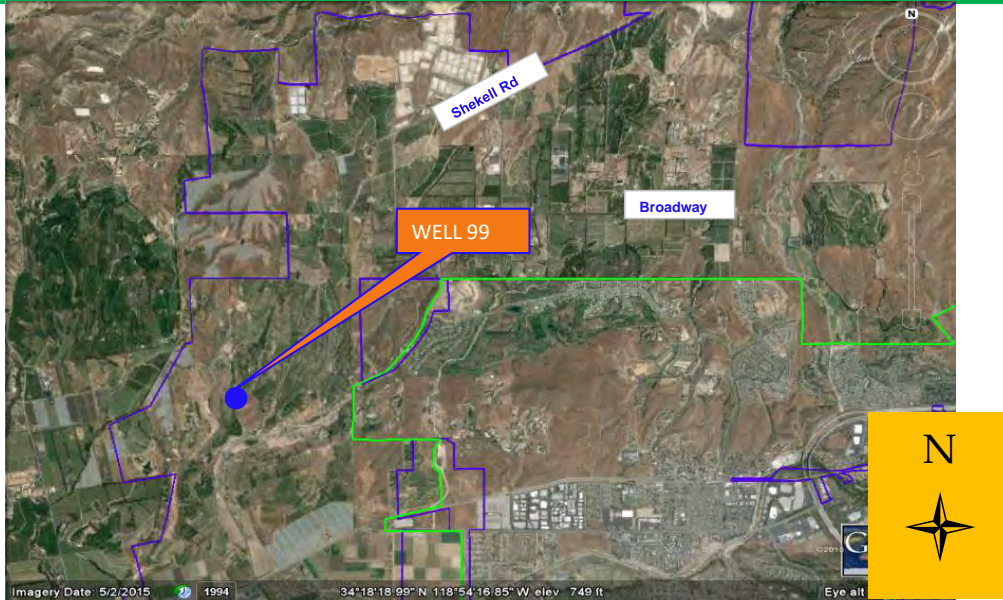 N
Shekell Rd
Broadway
WELL 99
N
©2016
G
Imagery Date: 5/2/2015 1994 34°18'18.99" N 118°54'16.85" W elev 749 ft Eye alt